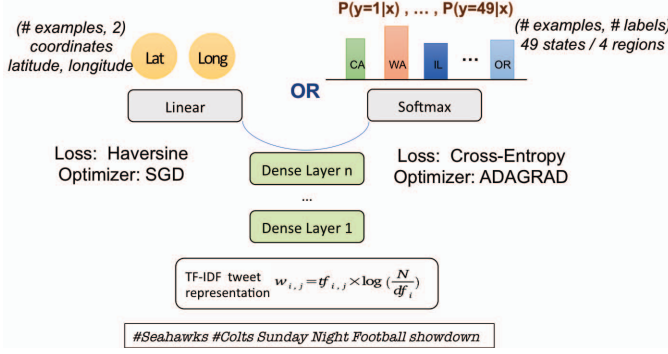 P(y=1|x) , ... , P(y=49|x)
(# examples, 2)
coordinates
latitude, longitude
Lat
Long
(# examples, # labels)
49 states / 4 regions
CA
WA
IL
...
OR
OR
Linear
Softmax
Loss: Haversine
Optimizer: SGD
Loss: Cross-Entropy
Optimizer: ADAGRAD
Dense Layer n
...
Dense Layer 1
TF-IDF tweet
representation
w_{i,j} = tf_{i,j} × log (N/df_i)
#Seahawks #Colts Sunday Night Football showdown